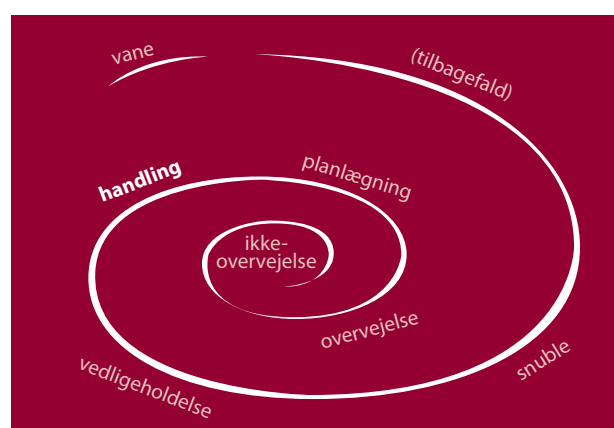 vane
(tilbagefald)
handling
planlægning
ikke-
overvejelse
overvejelse
snuble
vedligeholdelse